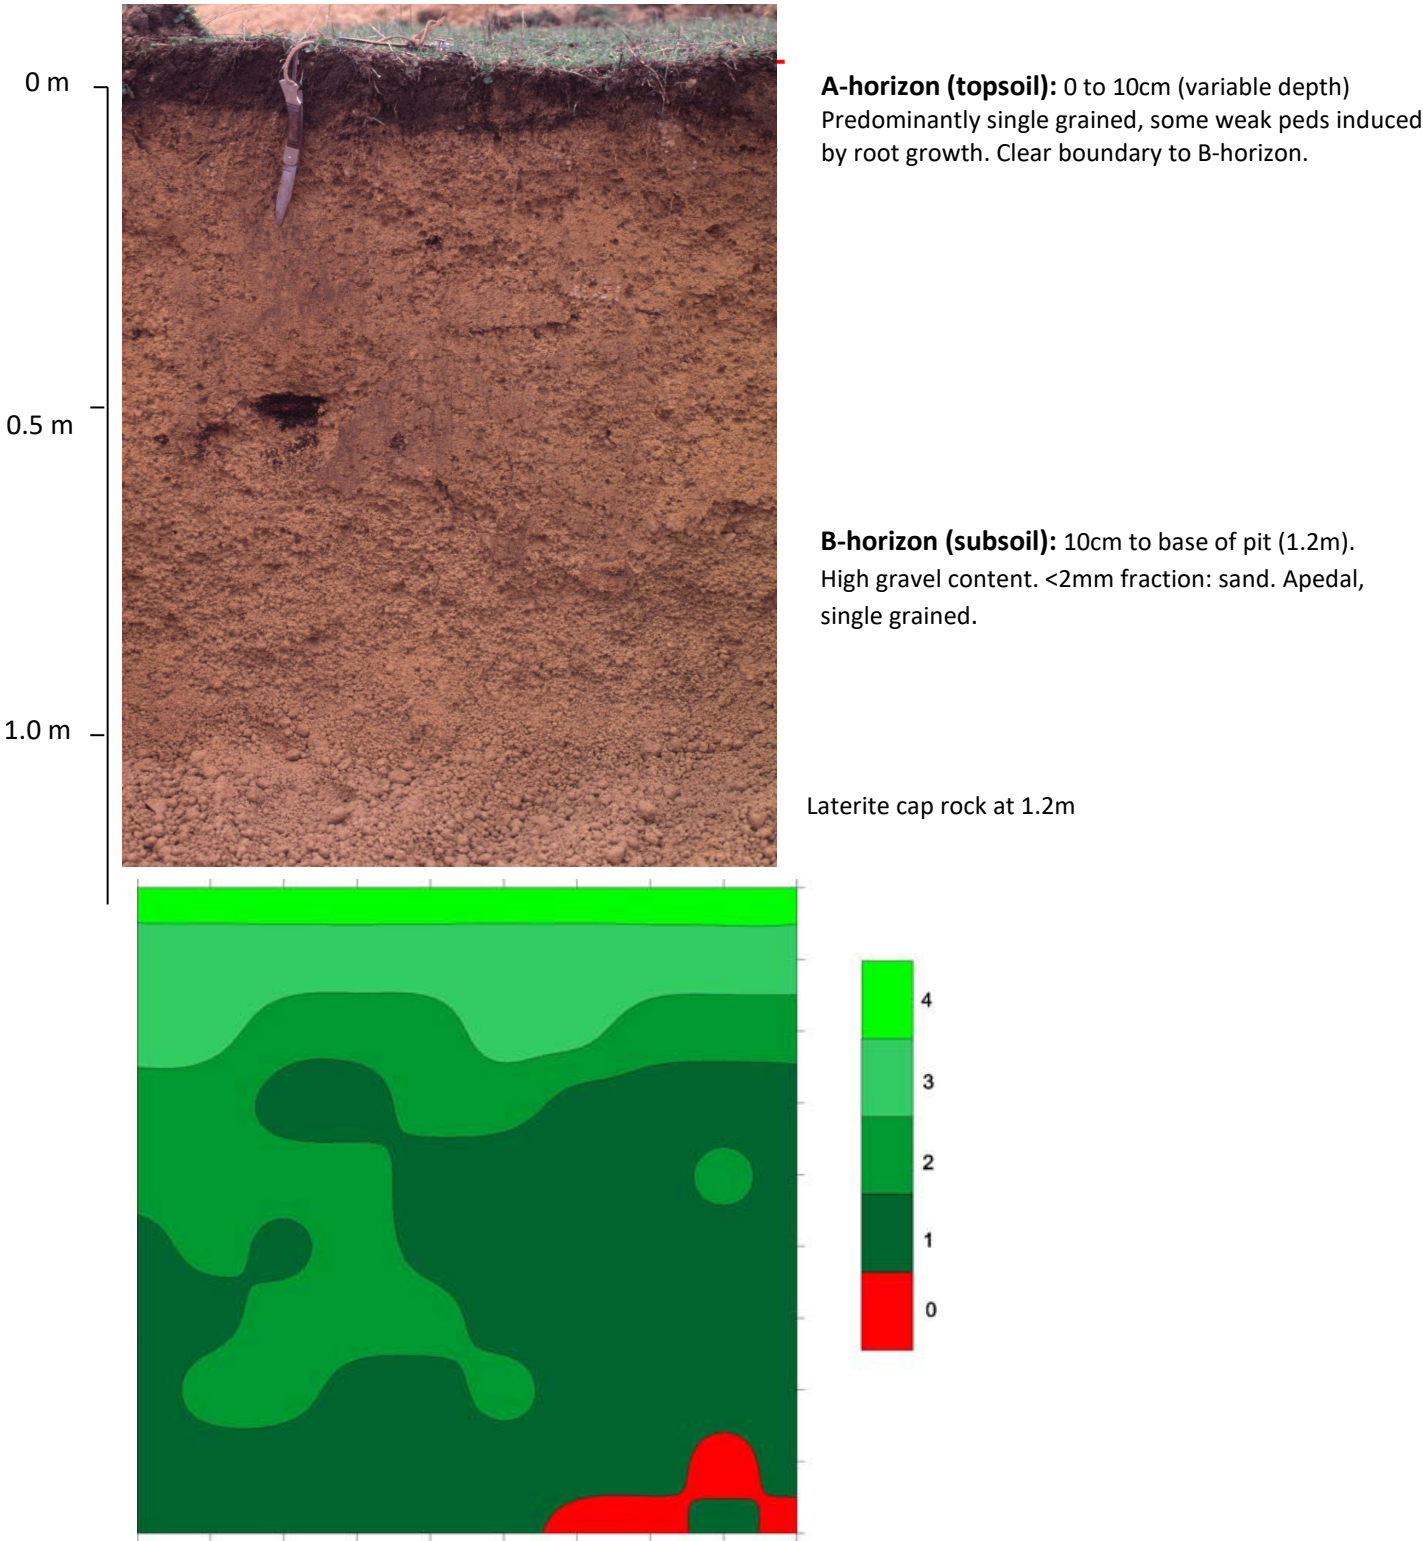 0 m
A-horizon (topsoil): 0 to 10cm (variable depth)
Predominantly single grained, some weak peds induced
by root growth. Clear boundary to B-horizon.
0.5 m
B-horizon (subsoil): 10cm to base of pit (1.2m).
High gravel content. <2mm fraction: sand. Apedal,
single grained.
1.0 m
Laterite cap rock at 1.2m
4
3
2
1
0